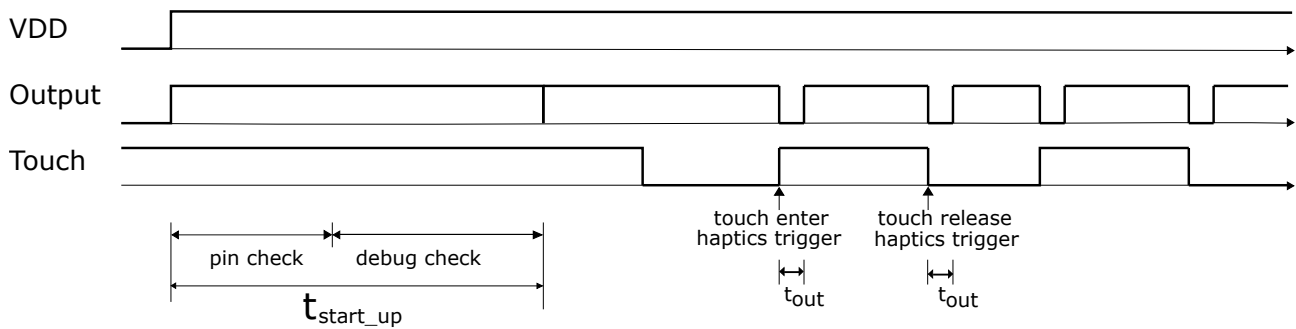 VDD
Output
Touch
touch enter
haptics trigger
touch release
haptics trigger
pin check
debug check
tout
tout
tstart_up